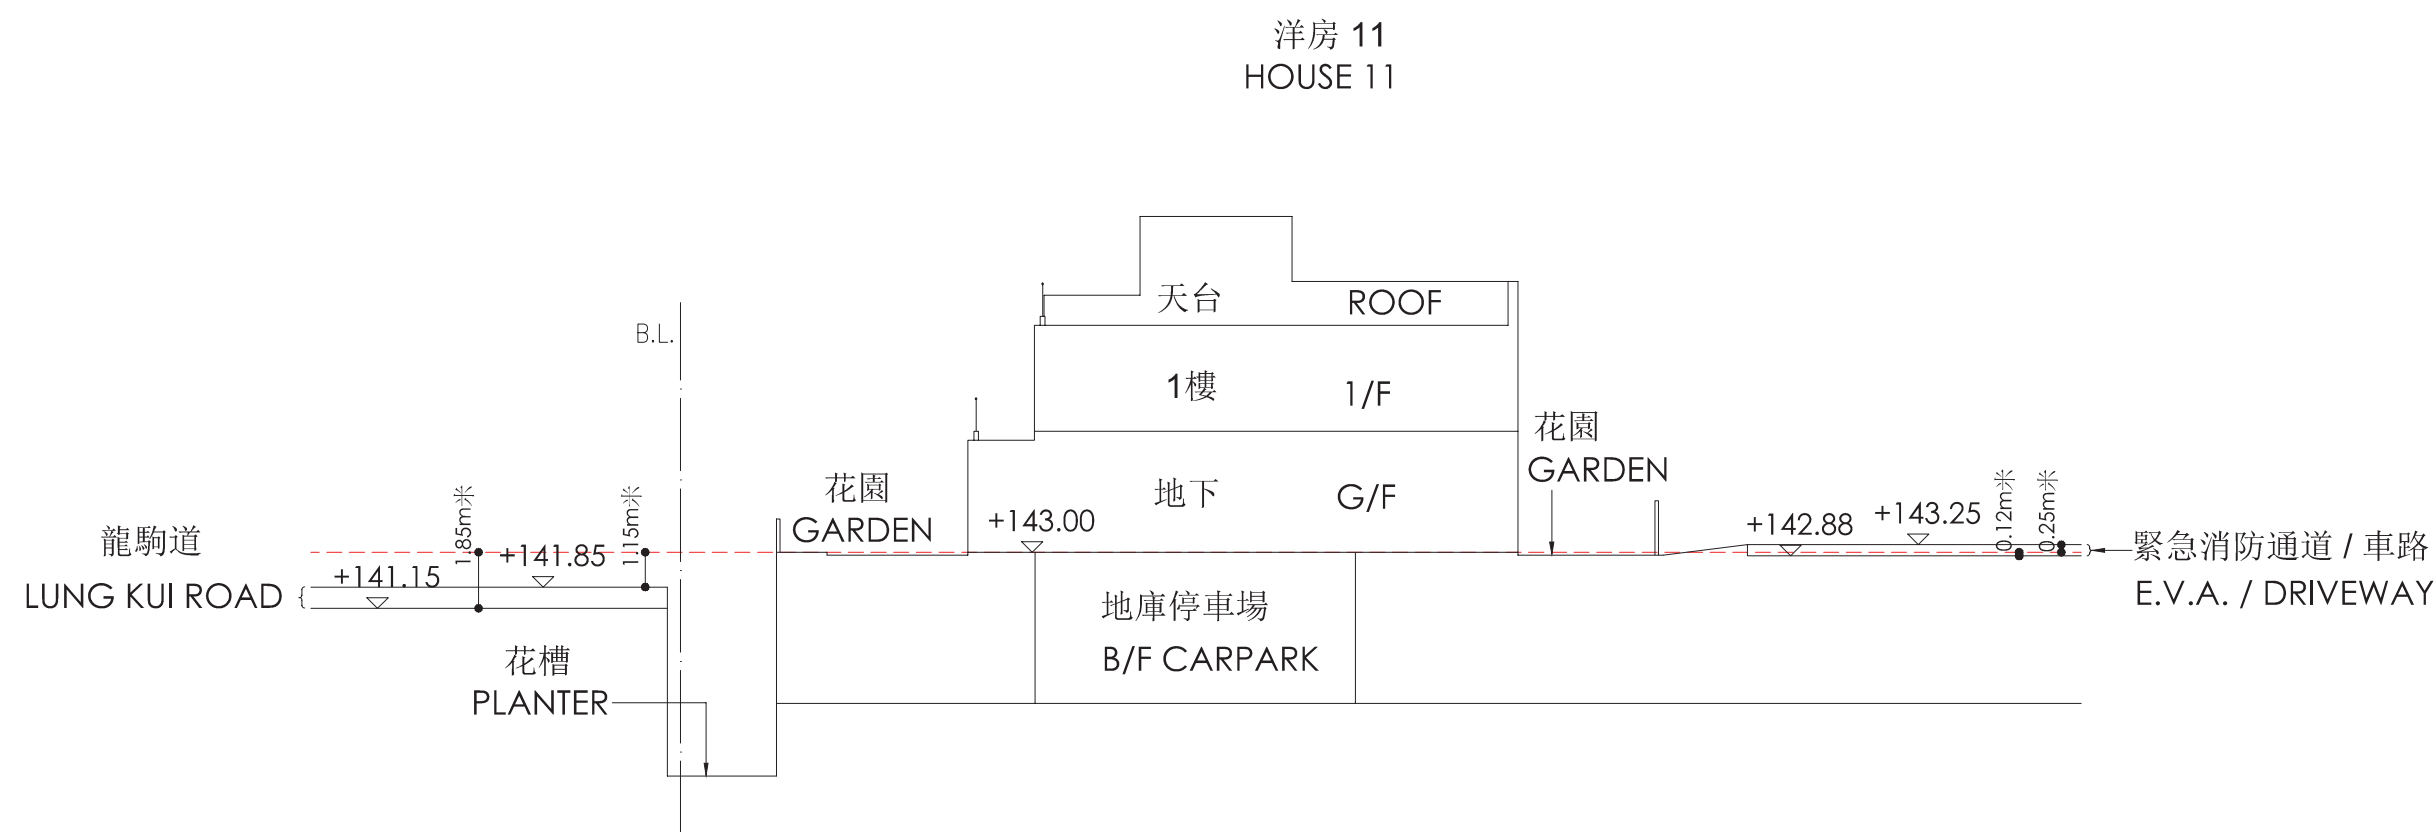 洋房 11
HOUSE 11
B.L.
天台 ROOF
1樓 1/F
花園
GARDEN
地下 G/F
花園
GARDEN
+143.00
1.85m米
1.15m米
+141.85
+141.15
龍駒道
LUNG KUI ROAD
+142.88
+143.25
0.12m米
0.25m米
緊急消防通道 / 車路
E.V.A. / DRIVEWAY
地庫停車場
B/F CARPARK
花槽
PLANTER